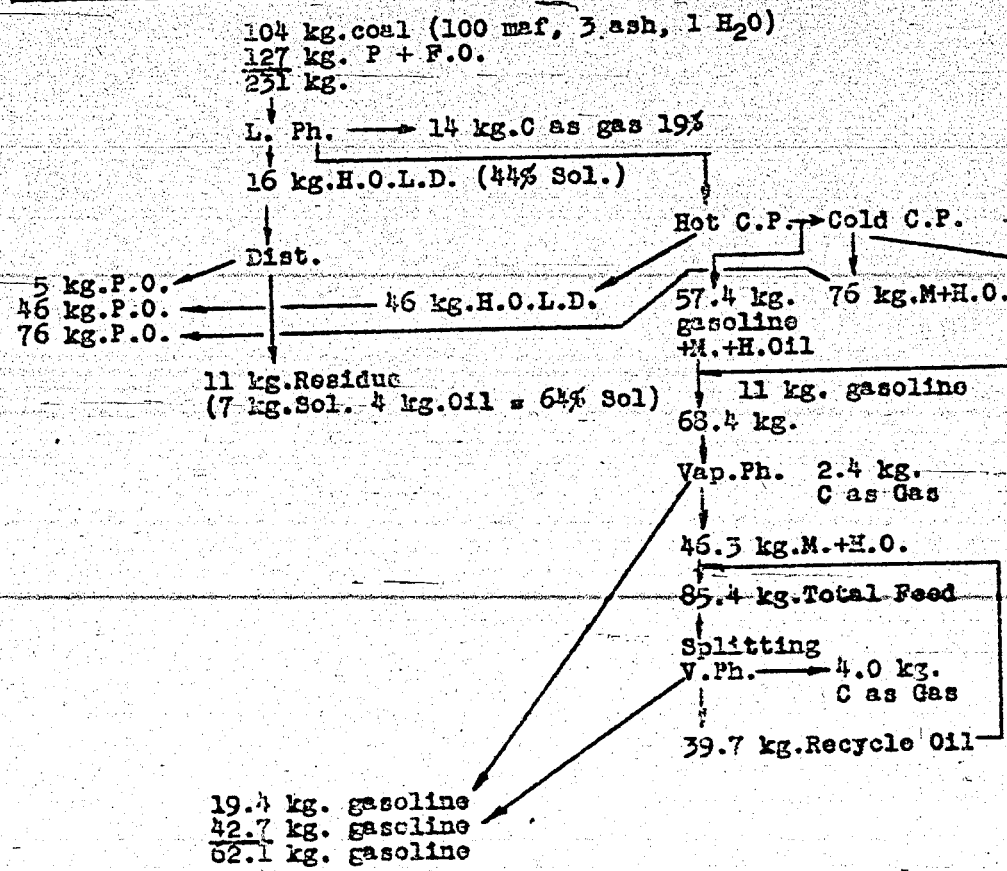 104 kg.coal (100 maf, 3 ash, 1 H₂O)
127 kg. P + F.O.
231 kg.
L. Ph. 14 kg.C as gas 19%
16 kg.H.O.L.D. (44% Sol.)
Hot C.P. Cold C.P.
Dist.
5 kg.P.O.
46 kg.P.O.
76 kg.P.O.
46 kg.H.O.L.D.
57.4 kg.
gasoline
+M.+H.Oil
76 kg.M+H.O.
11 kg.Residue
(7 kg.Sol. 4 kg.Oil = 64% Sol)
11 kg. gasoline
68.4 kg.
Vap.Ph. 2.4 kg.
C as Gas
46.3 kg.M.+H.O.
+
85.4 kg.Total Feed
Splitting
V.Ph. 4.0 kg.
C as Gas
39.7 kg.Recycle Oil
19.4 kg. gasoline
42.7 kg. gasoline
62.1 kg. gasoline